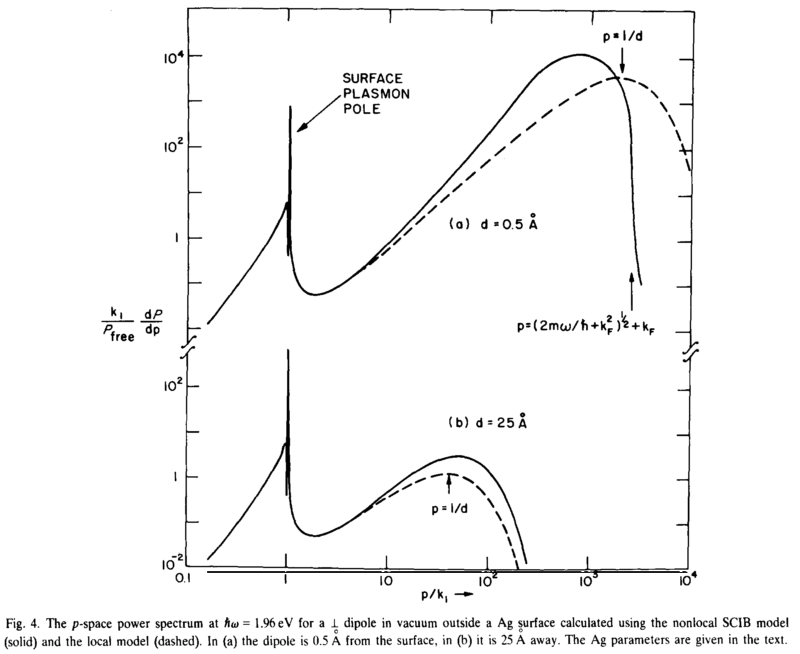 p = 1/d
10⁴
SURFACE
PLASMON
POLE
10²
(a) d = 0.5 Å
1
k₁ dP
P_free dp
p=(2mω/ħ+k_F²)^½+k_F
10²
(b) d = 25 Å
1
p = 1/d
10⁻²
0.1 1 10 10² 10³ 10⁴
p/k₁ →
Fig. 4. The p-space power spectrum at ħω = 1.96 eV for a ⊥ dipole in vacuum outside a Ag surface calculated using the nonlocal SCIB model
(solid) and the local model (dashed). In (a) the dipole is 0.5 Å from the surface, in (b) it is 25 Å away. The Ag parameters are given in the text.